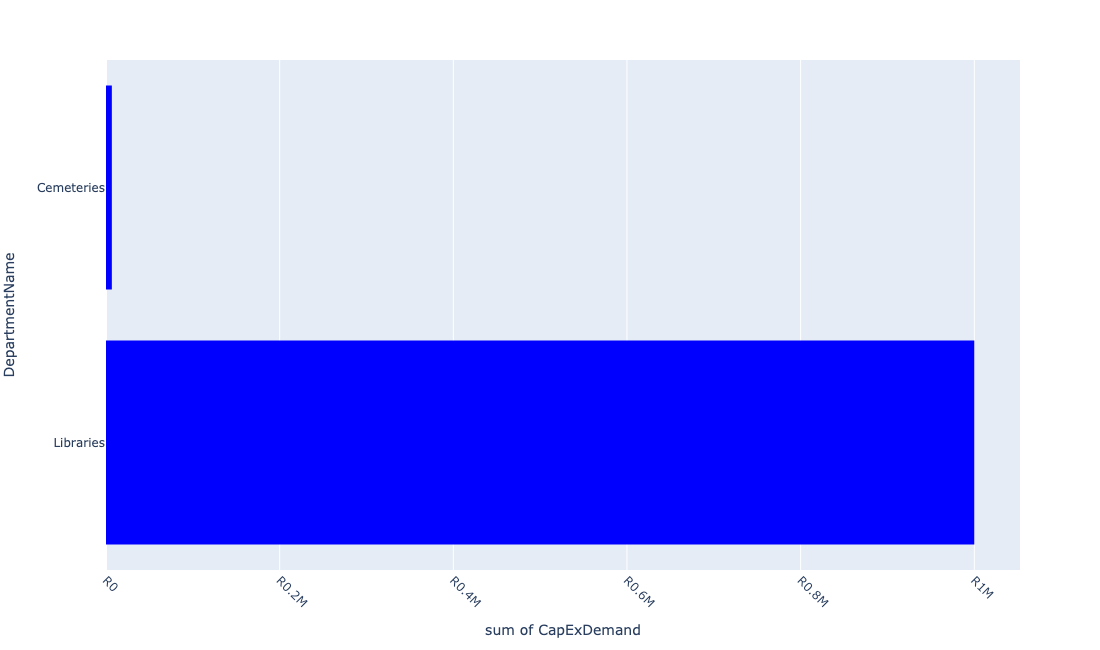 DepartmentName
Cemeteries
Libraries
R0
R0.2M
R0.4M
R0.6M
R0.8M
R1M
sum of CapExDemand